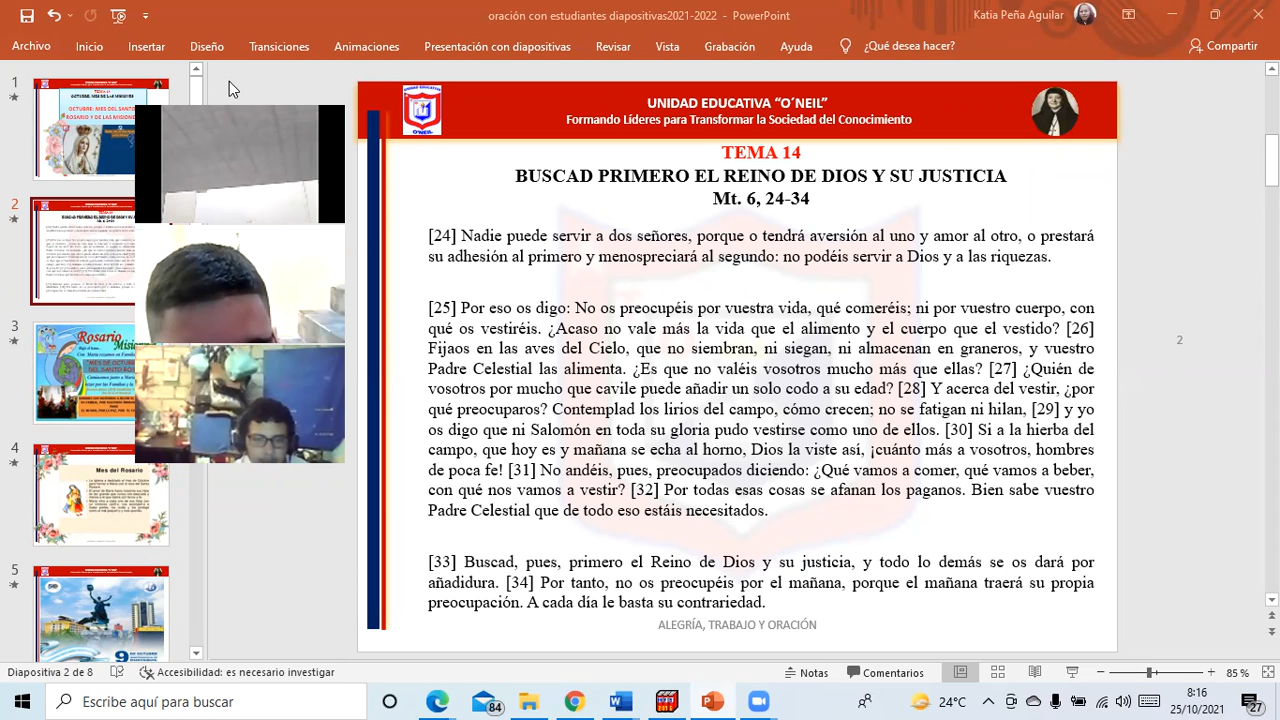 oración con estudiantes diapositivas2021-2022 - PowerPoint
Katia Peña Aguilar
Archivo Inicio Insertar Diseño Transiciones Animaciones Presentación con diapositivas Revisar Vista Grabación Ayuda ¿Qué desea hacer? Compartir
1
OCTUBRE: MES DEL SANTO
ROSARIO Y DE LAS MISIONES
2
3
Rosario
4
Mes del Rosario
5
9
UNIDAD EDUCATIVA "O´NEIL"
Formando Líderes para Transformar la Sociedad del Conocimiento
O´NEIL
TEMA 14
BUSCAD PRIMERO EL REINO DE DIOS Y SU JUSTICIA
Mt. 6, 24-34
[24] Nadie puede servir a dos señores, porque o tendrá aversión al uno y amor al otro, o prestará
su adhesión al primero y menospreciará al segundo: no podéis servir a Dios y a las riquezas.
[25] Por eso os digo: No os preocupéis por vuestra vida, qué comeréis; ni por vuestro cuerpo, con
qué os vestiréis. ¿Acaso no vale más la vida que el alimento y el cuerpo que el vestido? [26]
Fijaos en las aves del Cielo, que no siembran, ni siegan, ni almacenan en graneros, y vuestro
Padre Celestial las alimenta. ¿Es que no valéis vosotros mucho más que ellas? [27] ¿Quién de
vosotros por mucho que cavile puede añadir un solo codo a su edad? [28] Y acerca del vestir, ¿por
qué preocuparos? Contemplad los lirios del campo, cómo crecen; no se fatigan ni hilan, [29] y yo
os digo que ni Salomón en toda su gloria pudo vestirse como uno de ellos. [30] Si a la hierba del
campo, que hoy es y mañana se echa al horno, Dios la viste así, ¡cuánto más a vosotros, hombres
de poca fe! [31] No andéis, pues, preocupados diciendo: ¿Qué vamos a comer, qué vamos a beber,
con qué nos vamos a vestir? [32] Por todas esas cosas se afanan los paganos. Bien sabe vuestro
Padre Celestial que de todo eso estáis necesitados.
[33] Buscad, pues, primero el Reino de Dios y su justicia, y todo lo demás se os dará por
añadidura. [34] Por tanto, no os preocupéis por el mañana, porque el mañana traerá su propia
preocupación. A cada día le basta su contrariedad.
ALEGRÍA, TRABAJO Y ORACIÓN
2
Diapositiva 2 de 8 Accesibilidad: es necesario investigar Notas Comentarios 85 %
Escribe aquí para buscar
84
24°C
8:16
25/10/2021
27